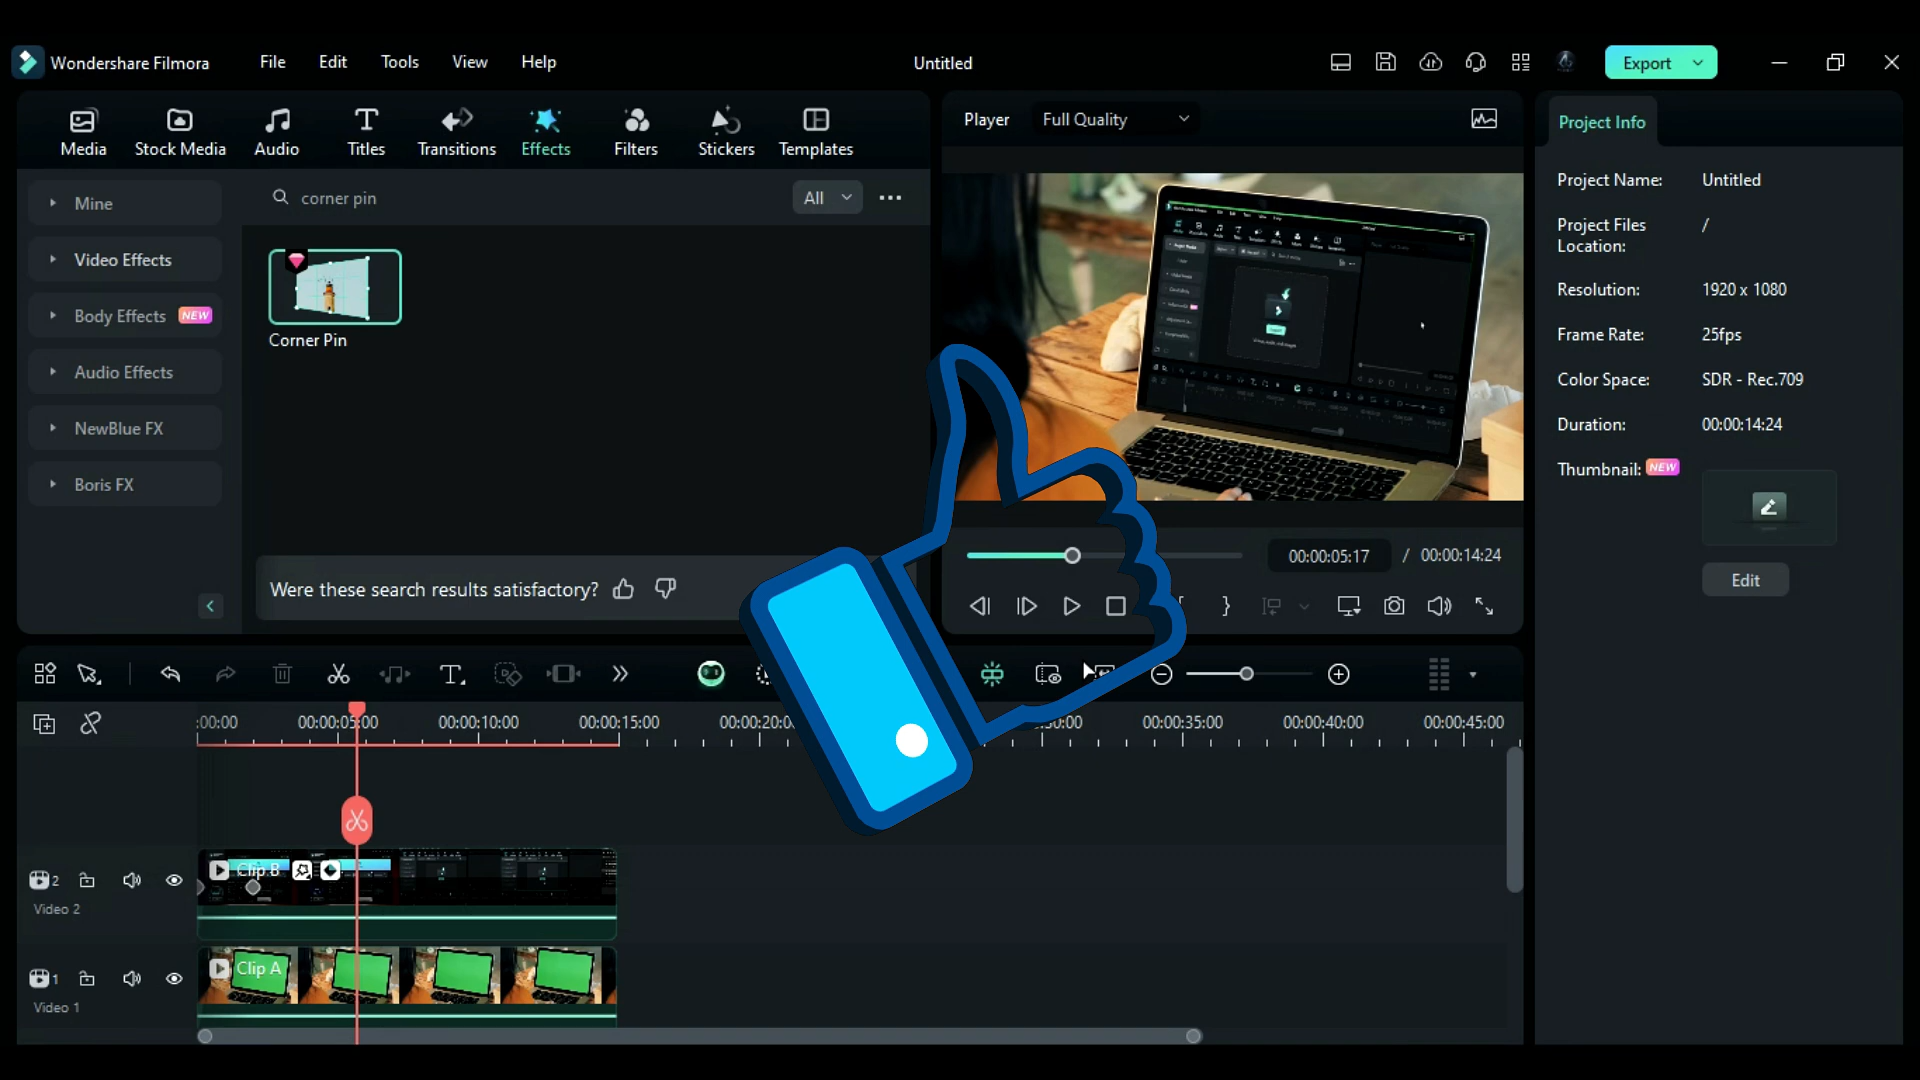 Wondershare Filmora File Edit Tools View Help Untitled Export
Media Stock Media Audio Titles Transitions Effects Filters Stickers Templates
Player Full Quality
Project Info
Mine
corner pin All
Video Effects
Body Effects NEW
Audio Effects
NewBlue FX
Boris FX
Corner Pin
Were these search results satisfactory?
Project Name: Untitled
Project Files
Location: /
Resolution: 1920 x 1080
Frame Rate: 25fps
Color Space: SDR - Rec.709
Duration: 00:00:14:24
Thumbnail: NEW
Edit
00:00:05:17 / 00:00:14:24
:00:00 00:00:05:00 00:00:10:00 00:00:15:00 00:00:35:00 00:00:40:00 00:00:45:00
Clip B
2
Video 2
Clip A
1
Video 1